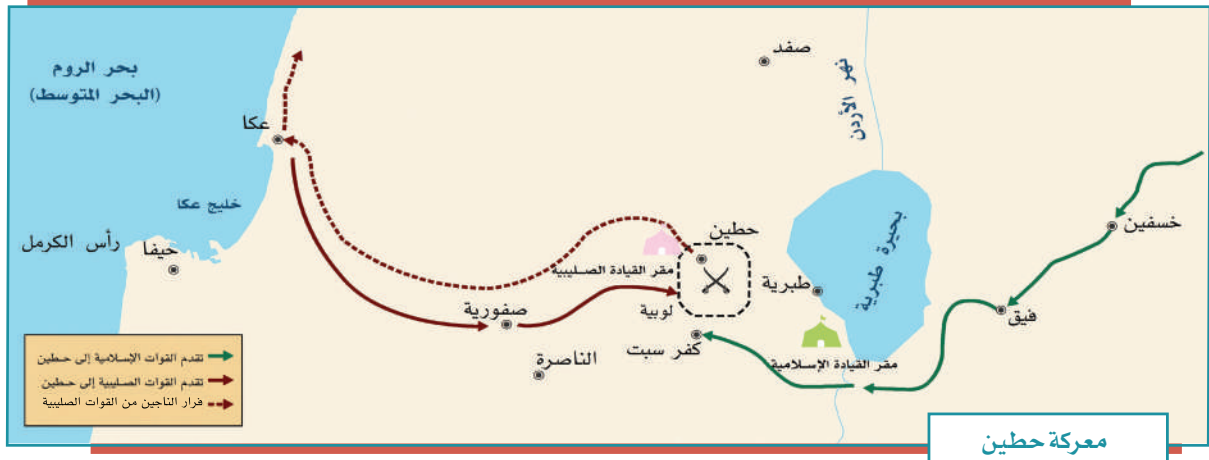 صفد
نهر الأردن
بحر الروم
(البحر المتوسط)
عكا
خليج عكا
رأس الكرمل
حيفا
حطين
مقر القيادة الصليبية
لوبية
طبرية
بحيرة طبرية
خسفين
فيق
صفورية
الناصرة
كفر سبت
مقر القيادة الإسلامية
تقدم القوات الإسلامية إلى حطين
تقدم القوات الصليبية إلى حطين
فرار الناجين من القوات الصليبية
معركة حطين